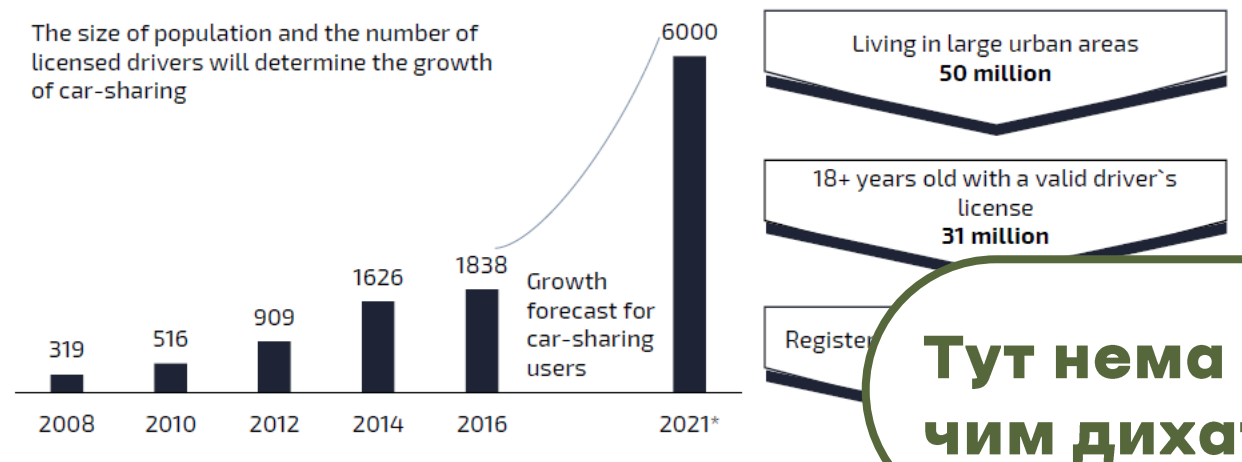 The size of population and the number of
licensed drivers will determine the growth
of car-sharing
6000
1838
1626
909
516
319
Growth
forecast for
car-sharing
users
2008 2010 2012 2014 2016 2021*
Living in large urban areas
50 million
18+ years old with a valid driver`s
license
31 million
Тут нема
чим